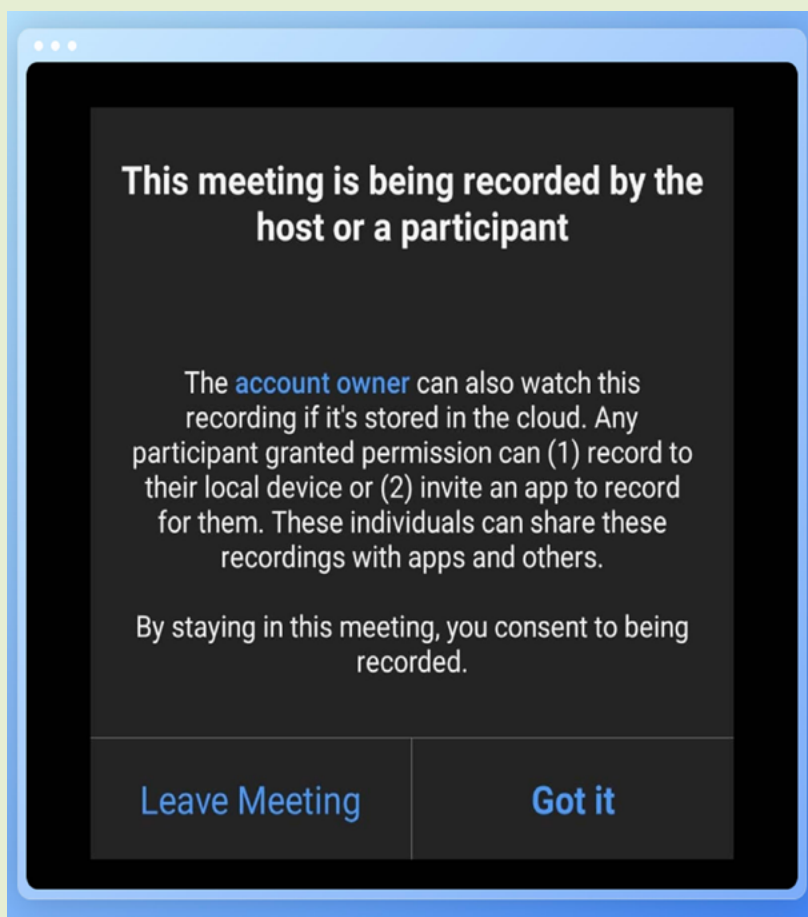 This meeting is being recorded by the
host or a participant
The account owner can also watch this
recording if it's stored in the cloud. Any
participant granted permission can (1) record to
their local device or (2) invite an app to record
for them. These individuals can share these
recordings with apps and others.
By staying in this meeting, you consent to being
recorded.
Leave Meeting
Got it